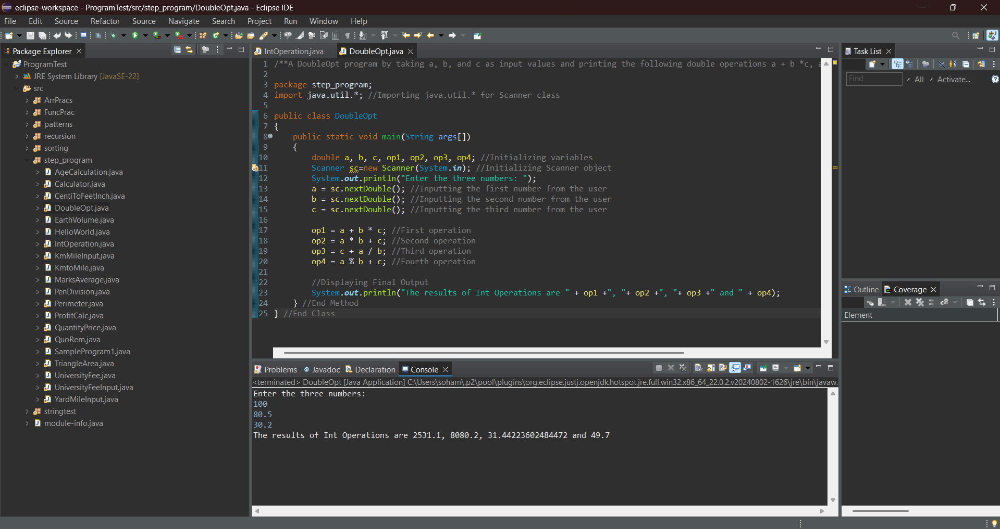 eclipse-workspace - ProgramTest/src/step_program/DoubleOpt.java - Eclipse IDE
File Edit Source Refactor Source Navigate Search Project Run Window Help
Package Explorer
ProgramTest
JRE System Library [JavaSE-22]
src
ArrPracs
FuncPrac
patterns
recursion
sorting
step_program
AgeCalculation.java
Calculator.java
CentiToFeetInch.java
DoubleOpt.java
EarthVolume.java
HelloWorld.java
IntOperation.java
KmMileInput.java
KmtoMile.java
MarksAverage.java
PenDivision.java
Perimeter.java
ProfitCalc.java
QuantityPrice.java
QuoRem.java
SampleProgram1.java
TriangleArea.java
UniversityFee.java
UniversityFeeInput.java
YardMileInput.java
stringtest
module-info.java
IntOperation.java DoubleOpt.java
1 /**A DoubleOpt program by taking a, b, and c as input values and printing the following double operations a + b *c,
2
3 package step_program;
4 import java.util.*; //Importing java.util.* for Scanner class
5
6 public class DoubleOpt
7 {
8 public static void main(String args[])
9 {
10 double a, b, c, op1, op2, op3, op4; //Initializing variables
11 Scanner sc=new Scanner(System.in); //Initializing Scanner object
12 System.out.println("Enter the three numbers: ");
13 a = sc.nextDouble(); //Inputting the first number from the user
14 b = sc.nextDouble(); //Inputting the second number from the user
15 c = sc.nextDouble(); //Inputting the third number from the user
16
17 op1 = a + b * c; //First operation
18 op2 = a * b + c; //Second operation
19 op3 = c + a / b; //Third operation
20 op4 = a % b + c; //Fourth operation
21
22 //Displaying Final Output
23 System.out.println("The results of Int Operations are " + op1 +", "+ op2 +", "+ op3 +" and " + op4);
24 } //End Method
25 } //End Class
Problems Javadoc Declaration Console
<terminated> DoubleOpt [Java Application] C:\Users\soham\.p2\pool\plugins\org.eclipse.justj.openjdk.hotspot.jre.full.win32.x86_64_22.0.2.v20240802-1626\jre\bin\javaw.
Enter the three numbers:
100
80.5
30.2
The results of Int Operations are 2531.1, 8080.2, 31.44223602484472 and 49.7
Task List
Find All Activate...
Outline Coverage
Element